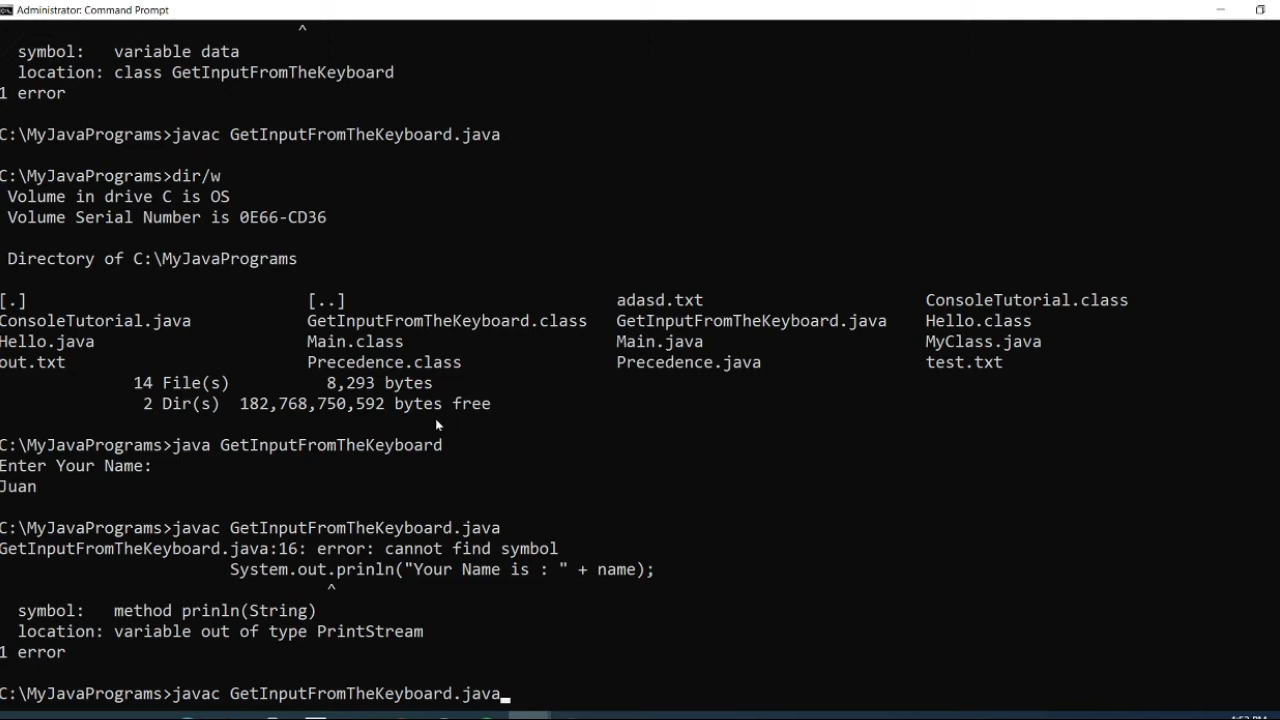 Administrator: Command Prompt
^
symbol:   variable data
location: class GetInputFromTheKeyboard
1 error
C:\MyJavaPrograms>javac GetInputFromTheKeyboard.java
C:\MyJavaPrograms>dir/w
Volume in drive C is OS
Volume Serial Number is 0E66-CD36
Directory of C:\MyJavaPrograms
[.] [..] adasd.txt ConsoleTutorial.class
ConsoleTutorial.java GetInputFromTheKeyboard.class GetInputFromTheKeyboard.java Hello.class
Hello.java Main.class Main.java MyClass.java
out.txt Precedence.class Precedence.java test.txt
14 File(s) 8,293 bytes
2 Dir(s) 182,768,750,592 bytes free
C:\MyJavaPrograms>java GetInputFromTheKeyboard
Enter Your Name:
Juan
C:\MyJavaPrograms>javac GetInputFromTheKeyboard.java
GetInputFromTheKeyboard.java:16: error: cannot find symbol
System.out.prinln("Your Name is : " + name);
^
symbol:   method prinln(String)
location: variable out of type PrintStream
1 error
C:\MyJavaPrograms>javac GetInputFromTheKeyboard.java_